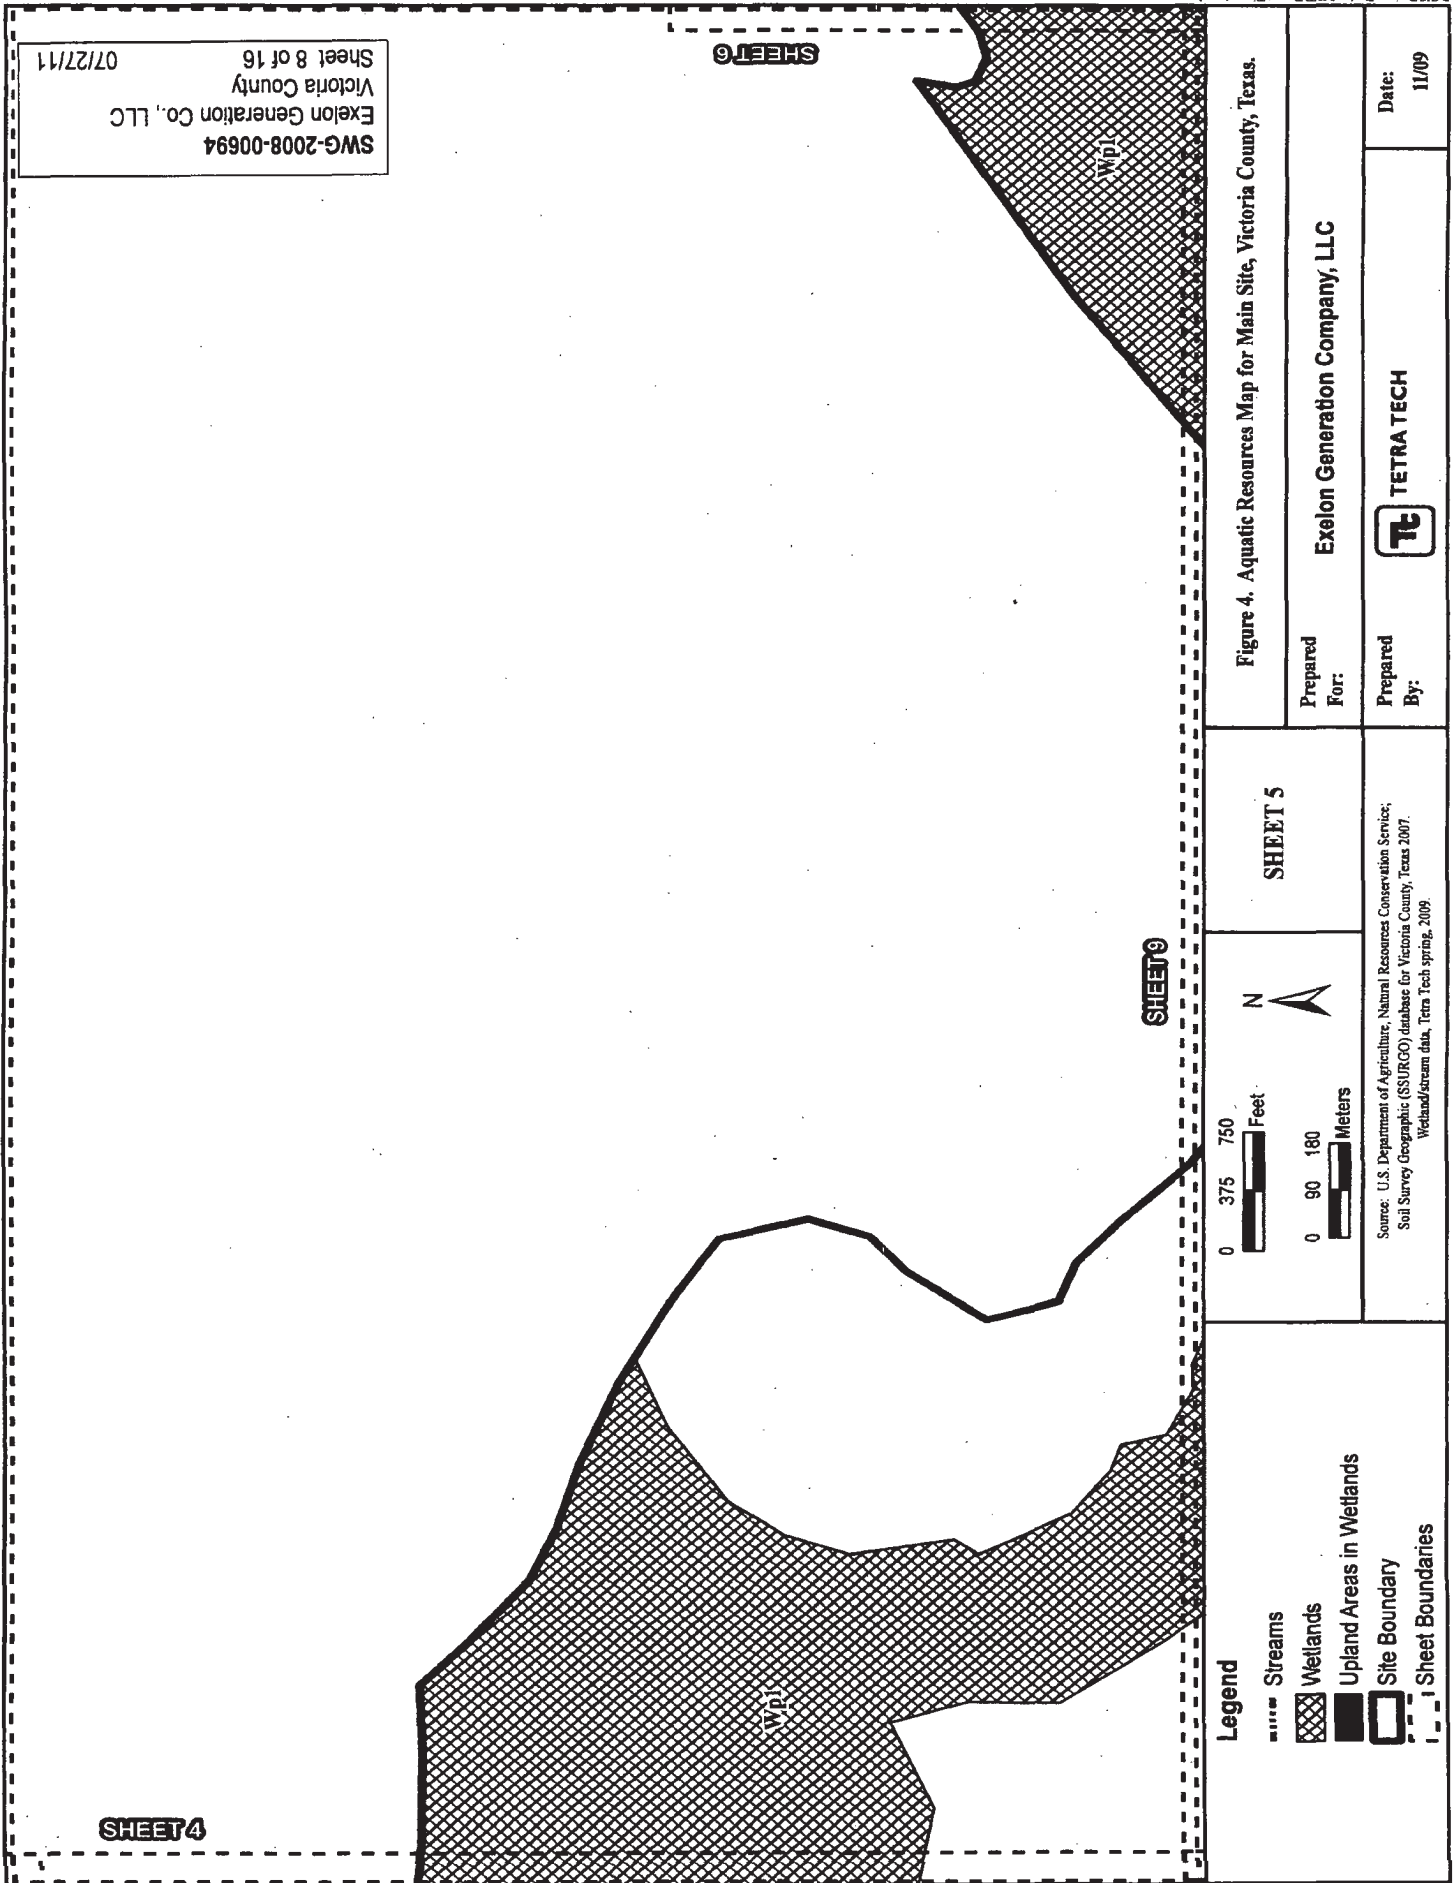 SWG-2008-00694
Exelon Generation Co., LLC
Victoria County
Sheet 8 of 16 07/27/11
SHEET 4
SHEET 6
Wp1
Wp1
SHEET 9
Legend
Streams
Wetlands
Upland Areas in Wetlands
Site Boundary
Sheet Boundaries
0 375 750
Feet
0 90 180
Meters
N
SHEET 5
Source: U.S. Department of Agriculture, Natural Resources Conservation Service;
Soil Survey Geographic (SSURGO) database for Victoria County, Texas 2007.
Wetland/stream data, Tetra Tech spring, 2009.
Figure 4. Aquatic Resources Map for Main Site, Victoria County, Texas.
Prepared
For:
Exelon Generation Company, LLC
Prepared
By:
Tt TETRA TECH
Date:
11/09